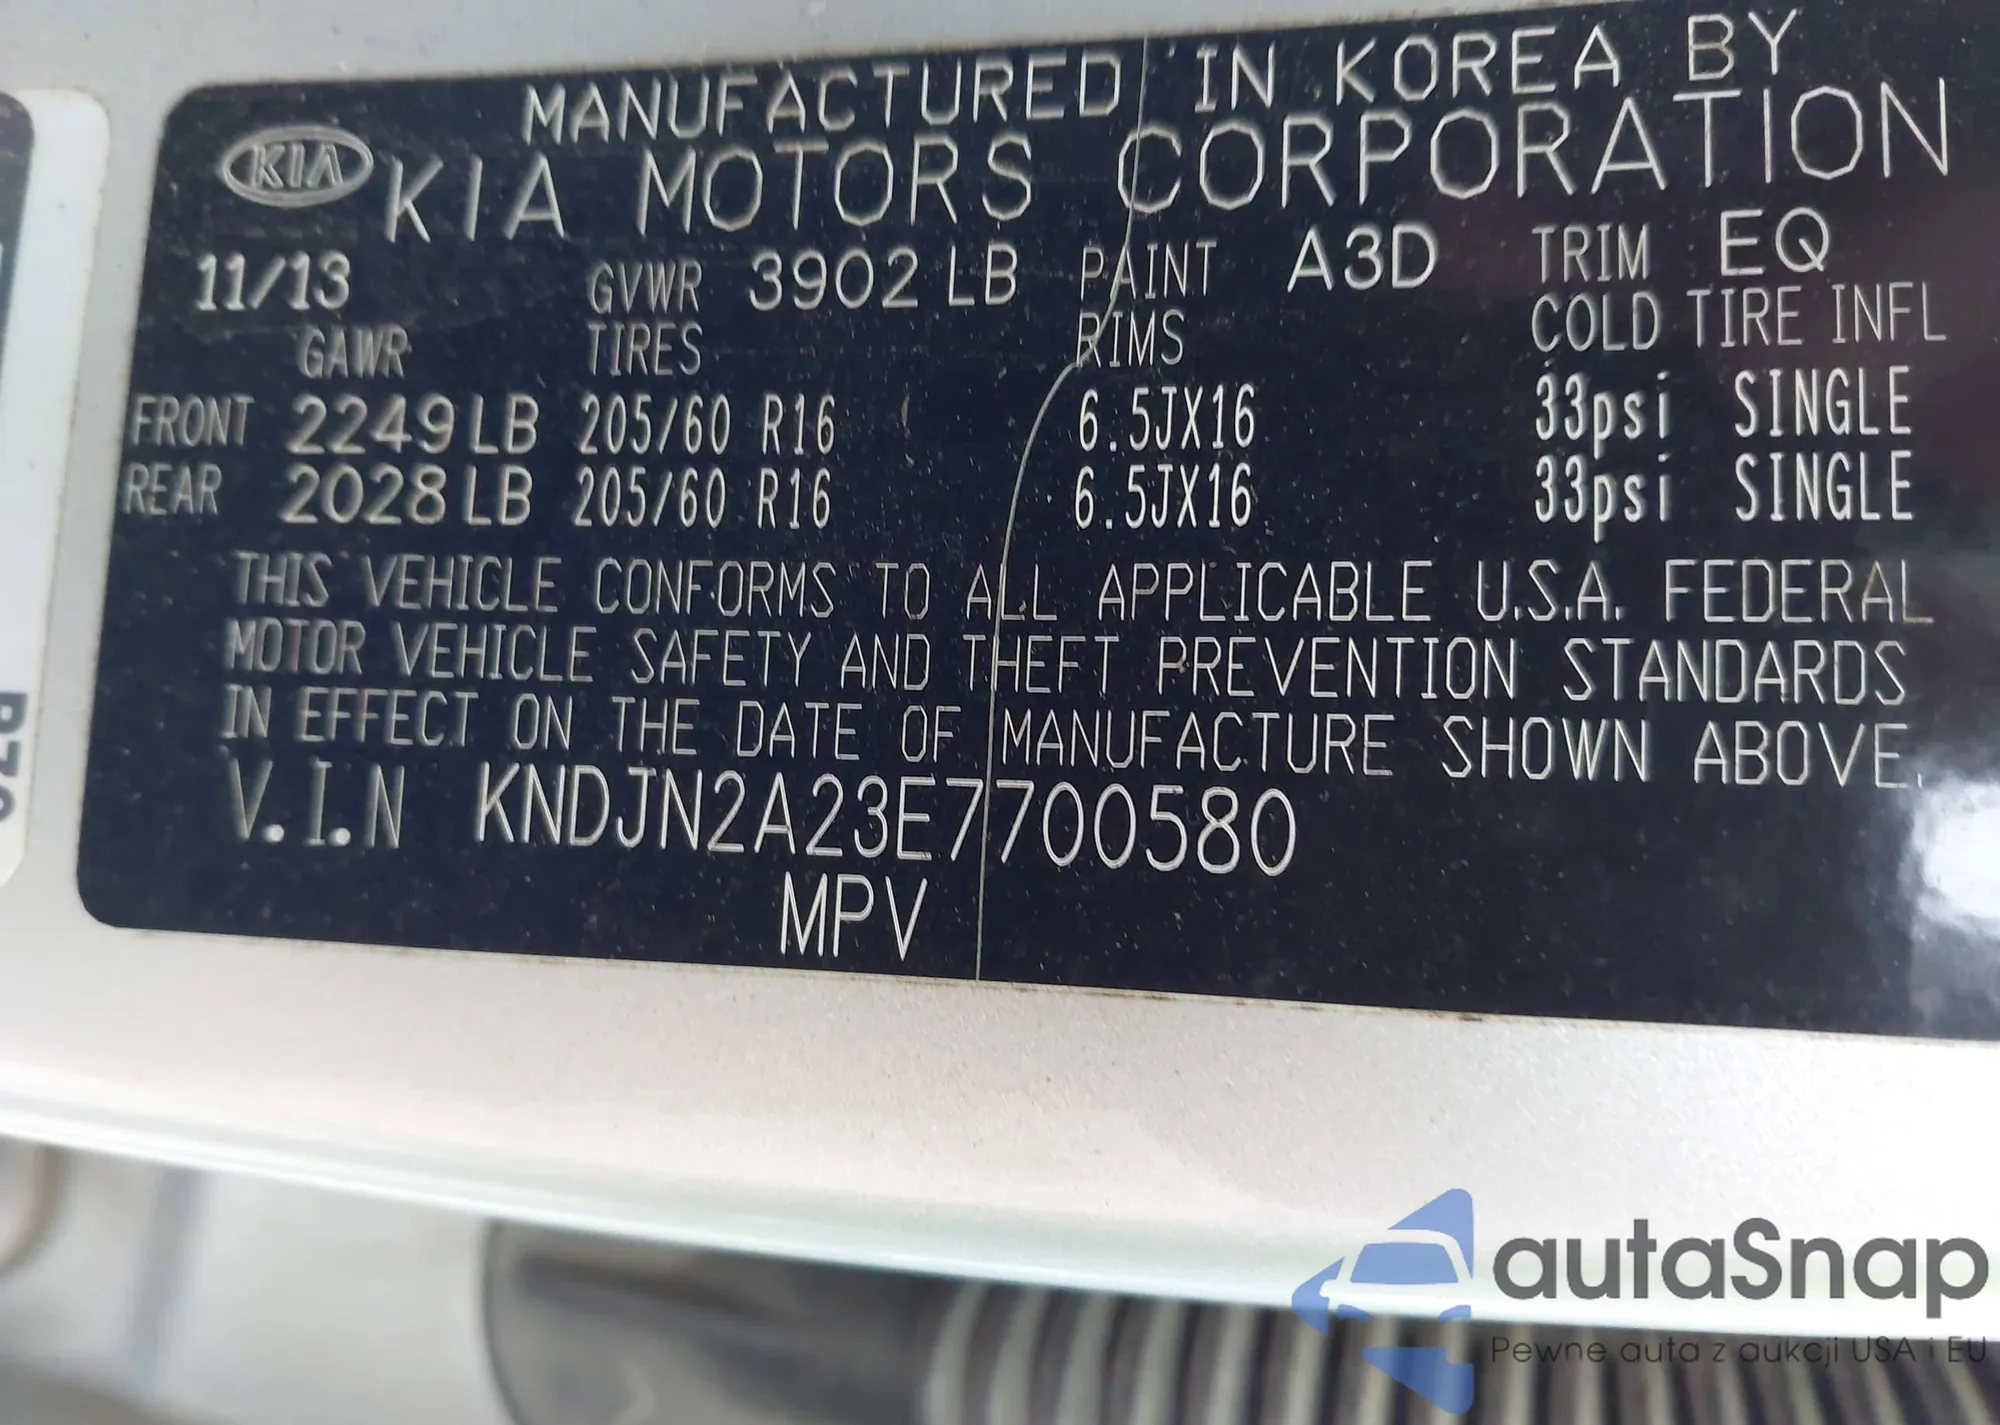 MANUFACTURED IN KOREA BY
KIA KIA MOTORS CORPORATION
11/13 GVWR 3902 LB PAINT A3D TRIM EQ
GAWR TIRES RIMS COLD TIRE INFL
FRONT 2249 LB 205/60 R16 6.5JX16 33psi SINGLE
REAR 2028 LB 205/60 R16 6.5JX16 33psi SINGLE
THIS VEHICLE CONFORMS TO ALL APPLICABLE U.S.A. FEDERAL
MOTOR VEHICLE SAFETY AND THEFT PREVENTION STANDARDS
IN EFFECT ON THE DATE OF MANUFACTURE SHOWN ABOVE.
V.I.N KNDJN2A23E7700580
MPV
autaSnap
Pewne auta z aukcji USA i EU